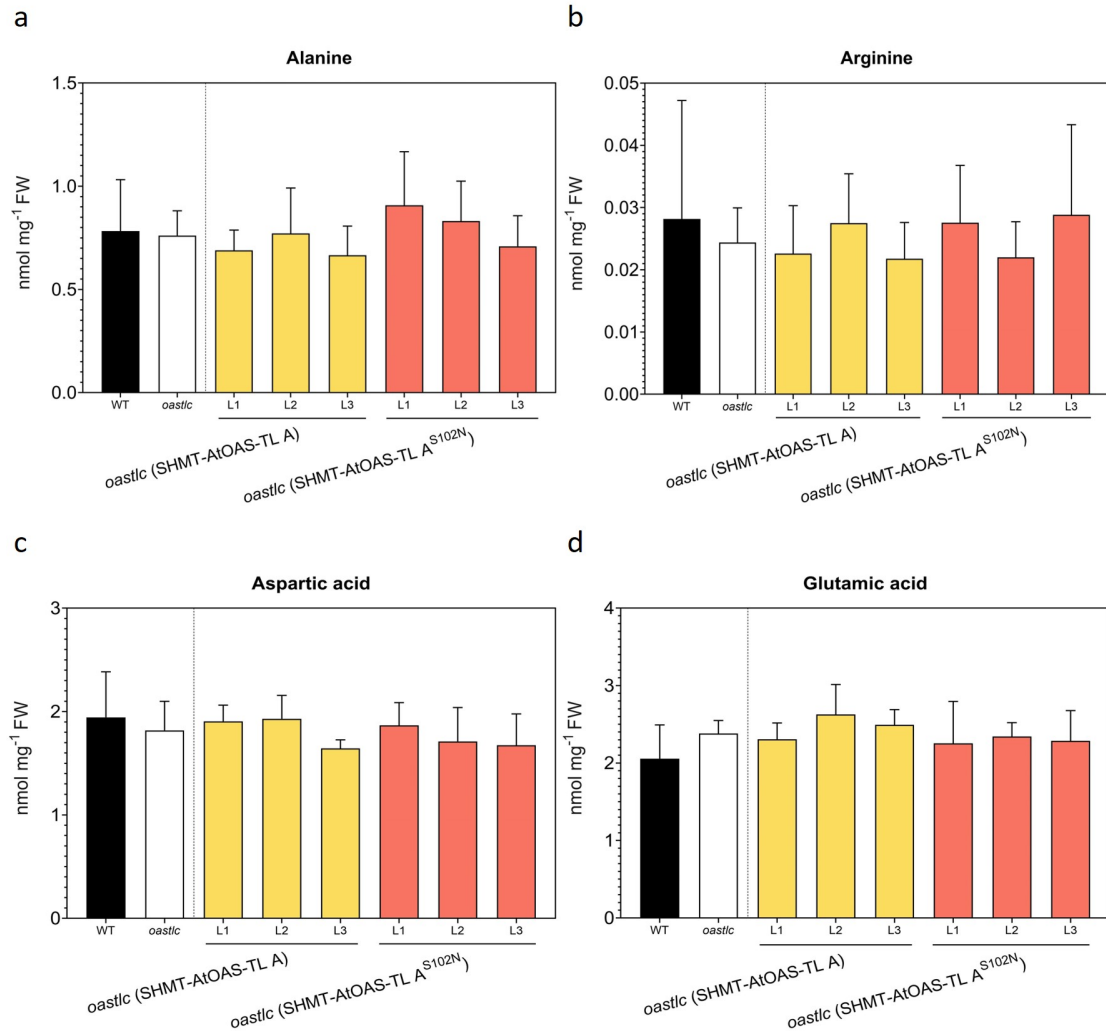 a
Alanine
nmol mg⁻¹ FW
1.5
1.0
0.5
0.0
WT
oastlc
L1
L2
L3
L1
L2
L3
oastlc (SHMT-AtOAS-TL A)
oastlc (SHMT-AtOAS-TL A^S102N)
b
Arginine
nmol mg⁻¹ FW
0.05
0.04
0.03
0.02
0.01
0.00
WT
oastlc
L1
L2
L3
L1
L2
L3
oastlc (SHMT-AtOAS-TL A)
oastlc (SHMT-AtOAS-TL A^S102N)
c
Aspartic acid
nmol mg⁻¹ FW
3
2
1
0
WT
oastlc
L1
L2
L3
L1
L2
L3
oastlc (SHMT-AtOAS-TL A)
oastlc (SHMT-AtOAS-TL A^S102N)
d
Glutamic acid
nmol mg⁻¹ FW
4
3
2
1
0
WT
oastlc
L1
L2
L3
L1
L2
L3
oastlc (SHMT-AtOAS-TL A)
oastlc (SHMT-AtOAS-TL A^S102N)